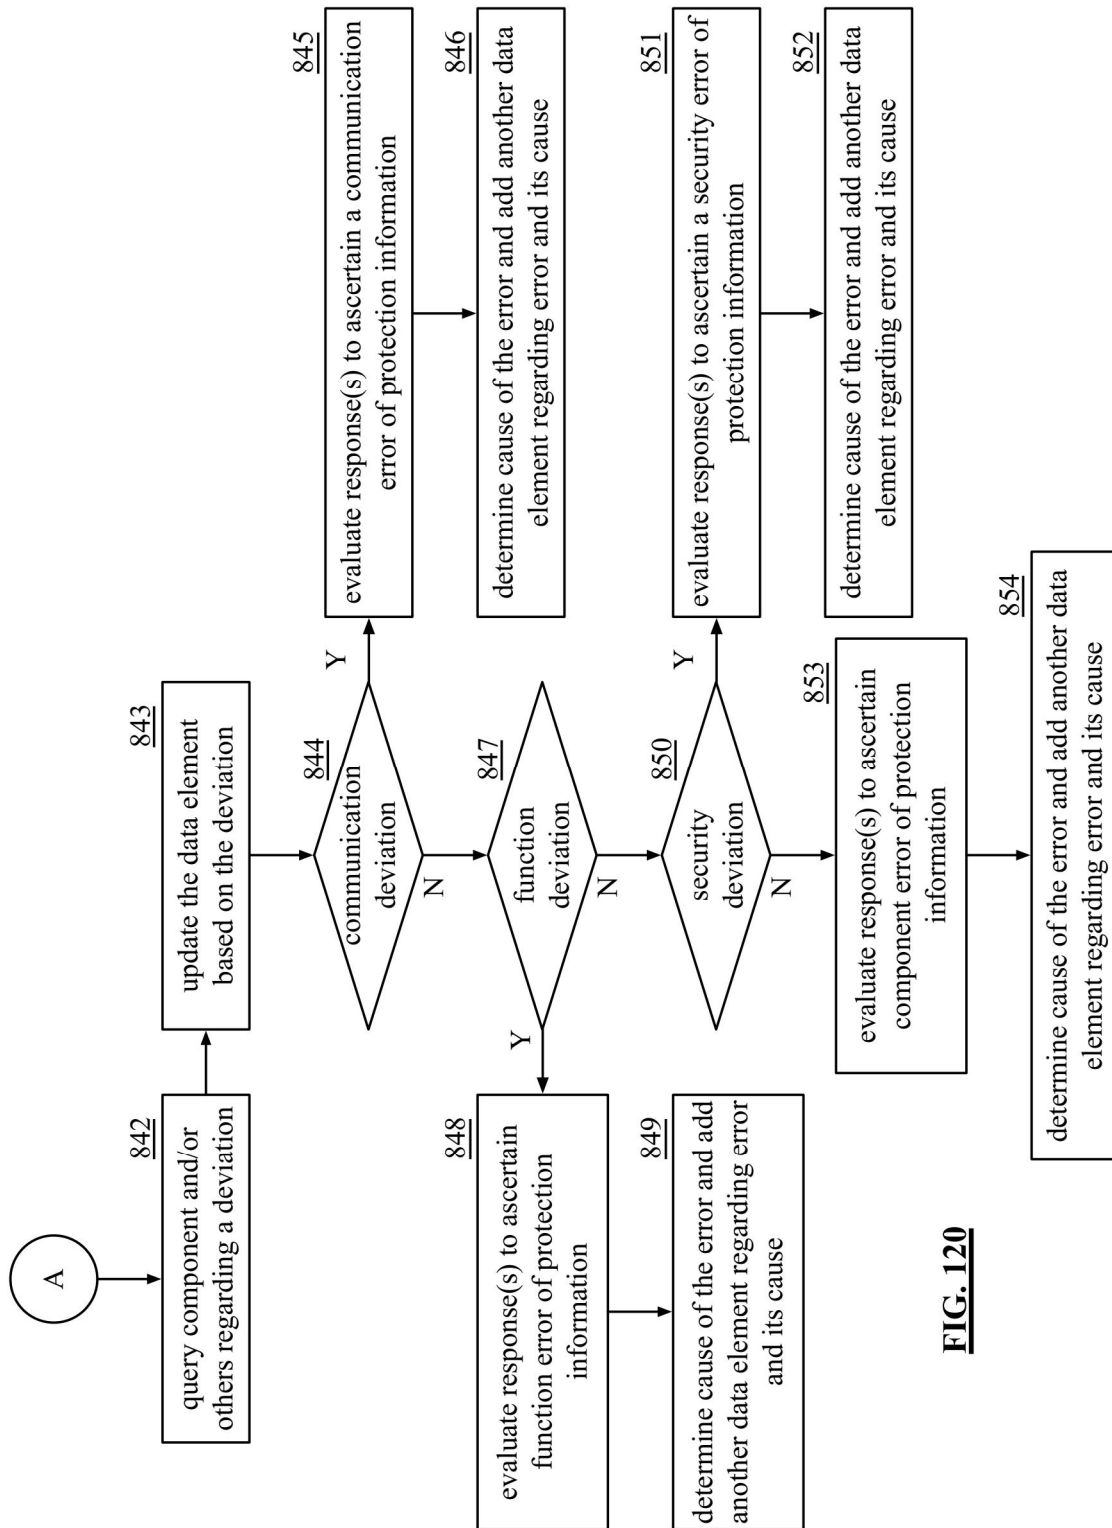 A
842
query component and/or
others regarding a deviation
843
update the data element
based on the deviation
844
communication
deviation
Y
N
845
evaluate response(s) to ascertain a communication
error of protection information
846
determine cause of the error and add another data
element regarding error and its cause
847
function
deviation
Y
N
848
evaluate response(s) to ascertain
function error of protection
information
849
determine cause of the error and add
another data element regarding error
and its cause
850
security
deviation
Y
N
851
evaluate response(s) to ascertain a security error of
protection information
852
determine cause of the error and add another data
element regarding error and its cause
853
evaluate response(s) to ascertain
component error of protection
information
854
determine cause of the error and add another data
element regarding error and its cause
FIG. 120